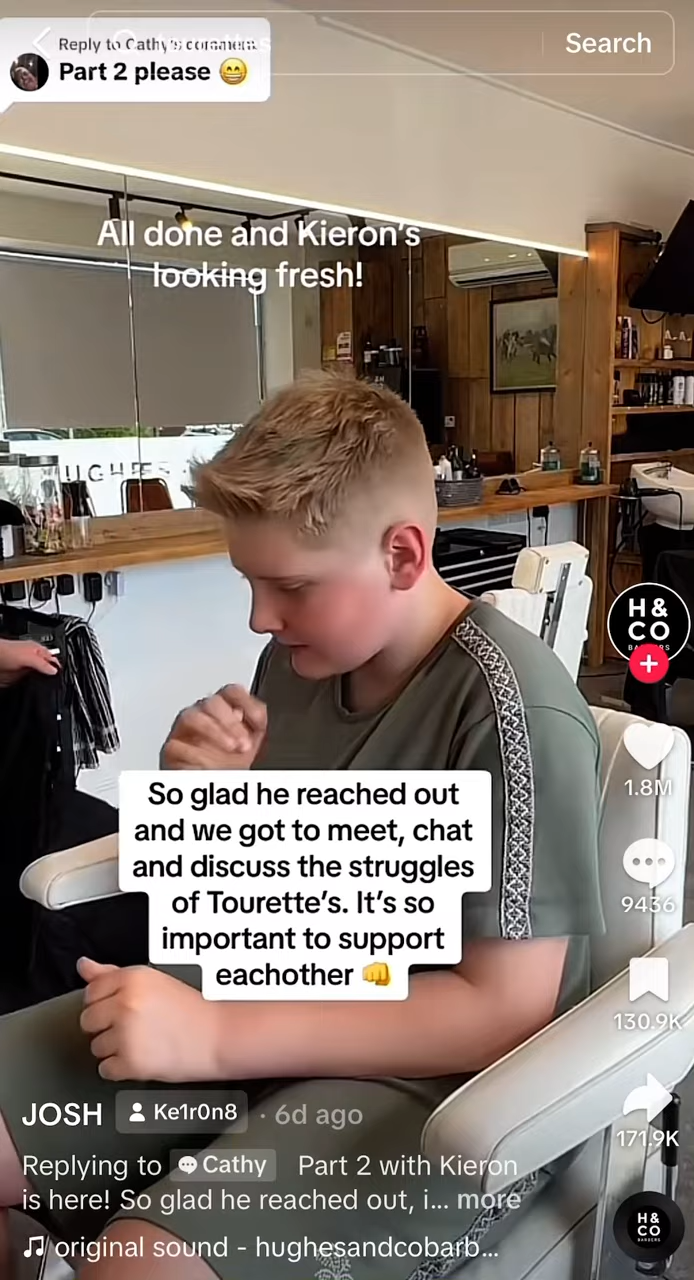 Reply to Cathy's comment
Search
Part 2 please 😁
All done and Kieron's
looking fresh!
H&
CO
BARBERS
1.8M
So glad he reached out
and we got to meet, chat
and discuss the struggles
of Tourette's. It's so
important to support
eachother 👊
9436
130.9K
171.9K
JOSH Ke1r0n8 · 6d ago
Replying to Cathy Part 2 with Kieron
is here! So glad he reached out, i... more
original sound - hughesandcobarb...
H&
CO
BARBERS